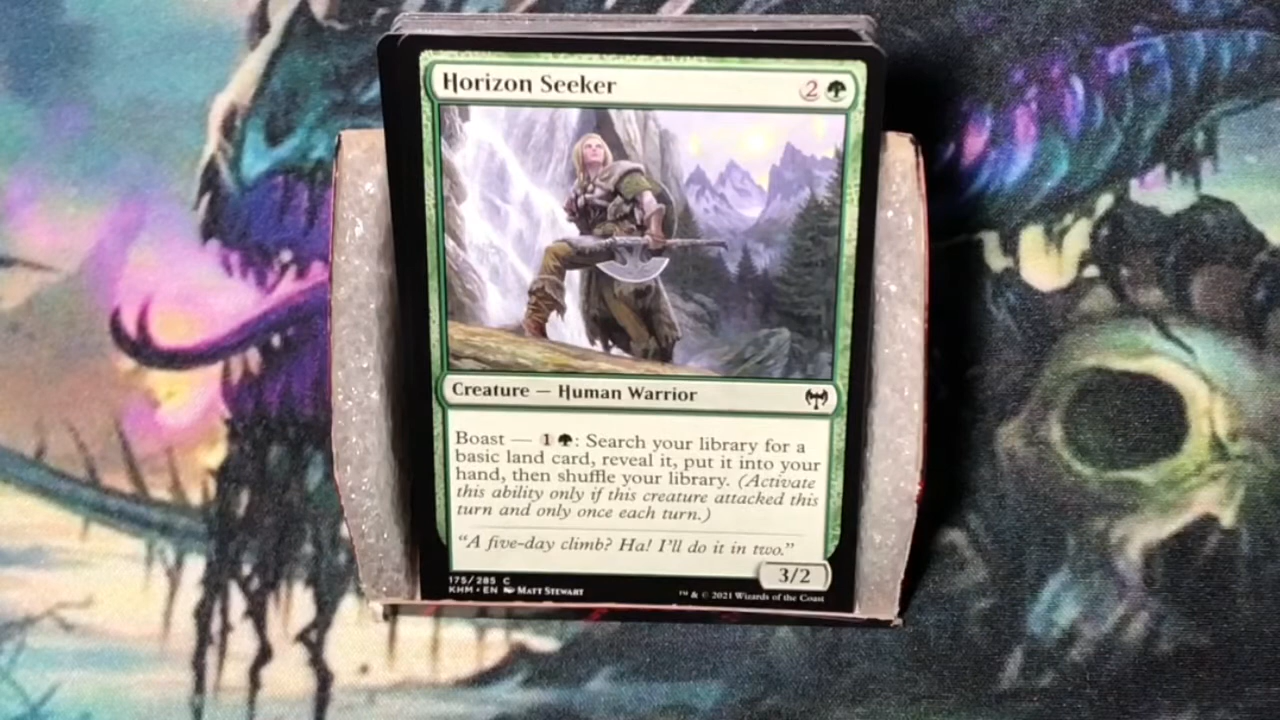 Horizon Seeker 2
Creature — Human Warrior
Boast — 1 : Search your library for a
basic land card, reveal it, put it into your
hand, then shuffle your library. (Activate
this ability only if this creature attacked this
turn and only once each turn.)
“A five-day climb? Ha! I'll do it in two.”
3/2
175/285 C
KHM • EN Matt Stewart
™ & © 2021 Wizards of the Coast